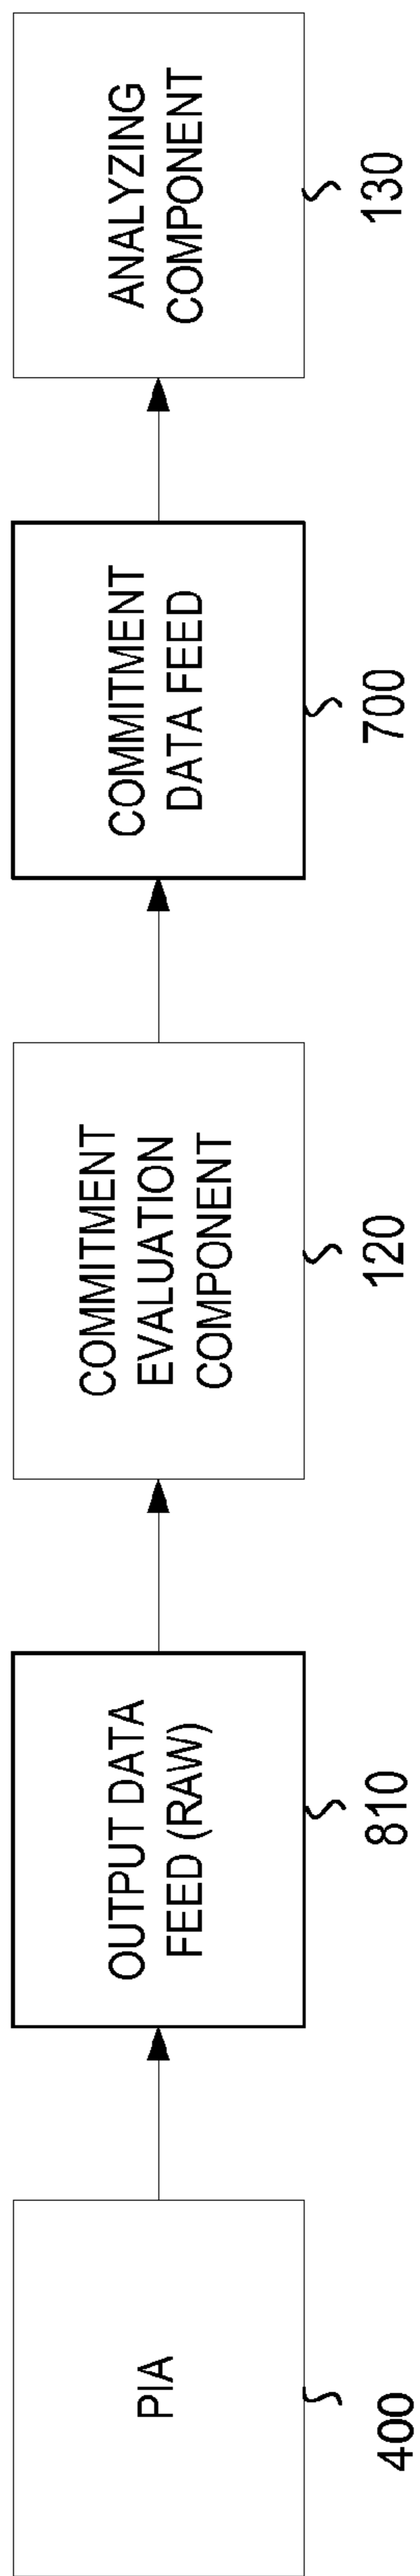 PIA
400
OUTPUT DATA
FEED (RAW)
810
COMMITMENT
EVALUATION
COMPONENT
120
COMMITMENT
DATA FEED
700
ANALYZING
COMPONENT
130